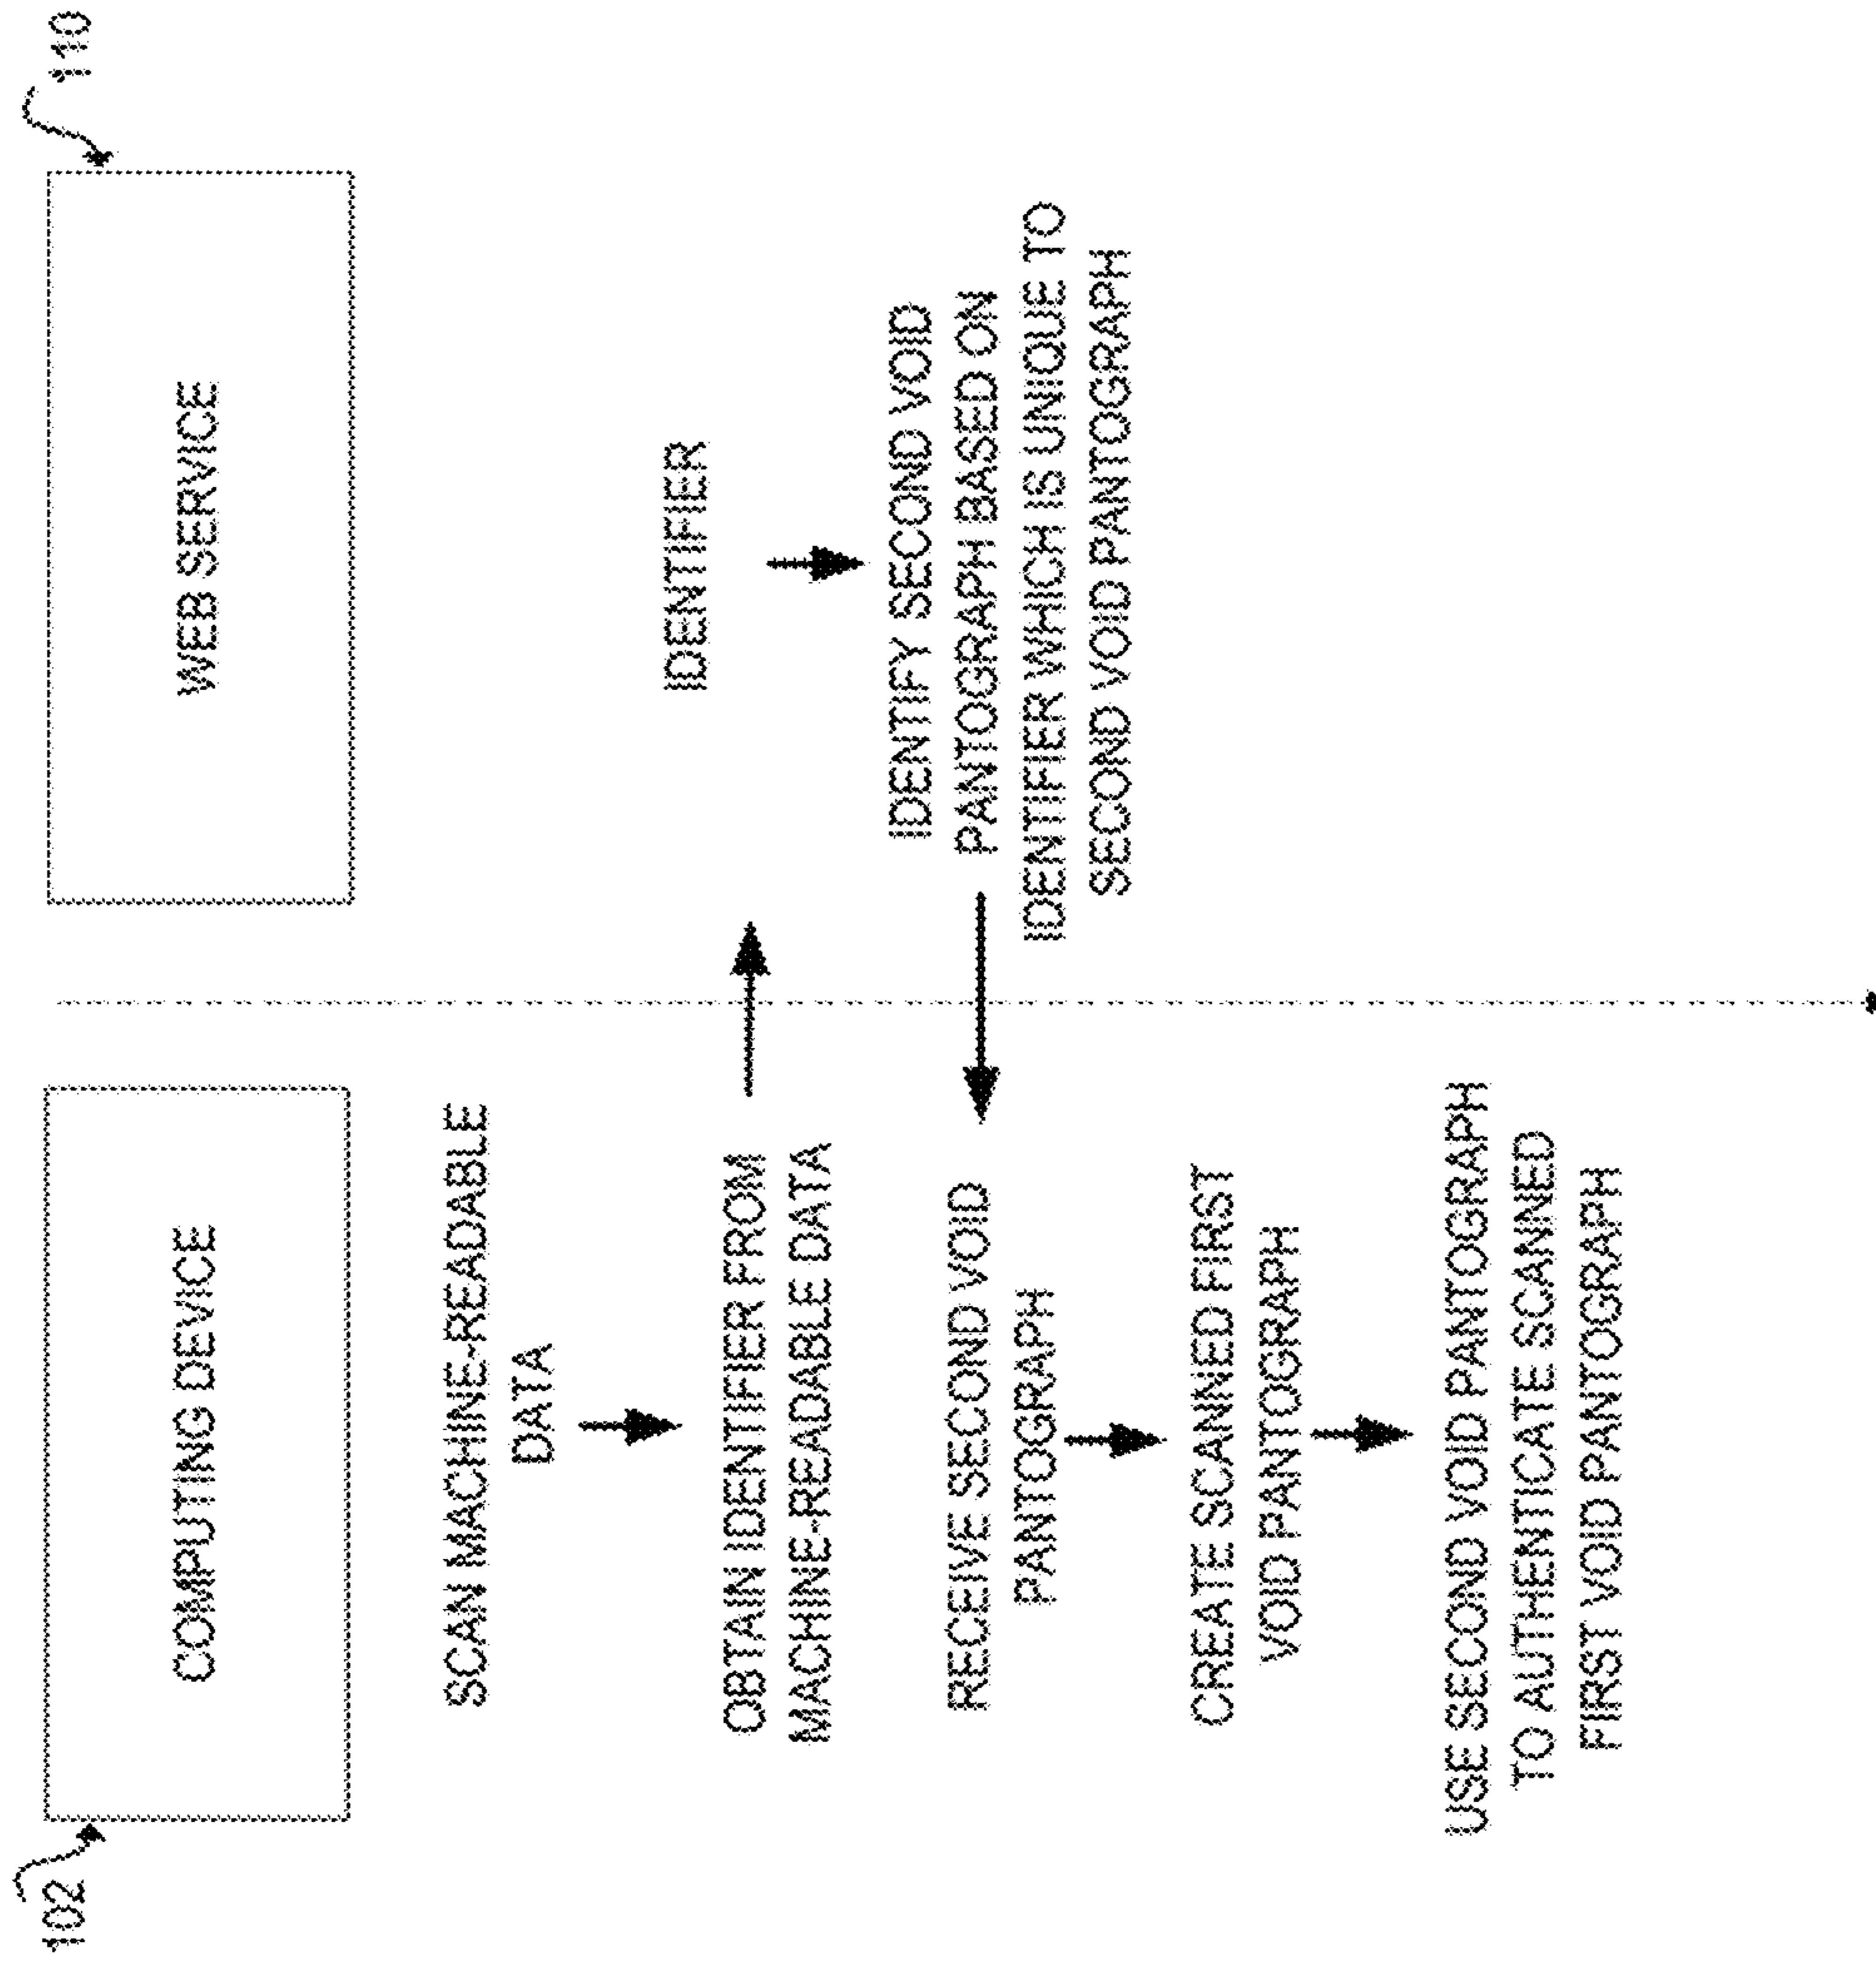 102
COMPUTING DEVICE
WEB SERVICE
110
SCAN MACHINE-READABLE
DATA
OBTAIN IDENTIFIER FROM
MACHINE-READABLE DATA
IDENTIFIER
IDENTIFY SECOND VOID
PANTOGRAPH BASED ON
IDENTIFIER WHICH IS UNIQUE TO
SECOND VOID PANTOGRAPH
RECEIVE SECOND VOID
PANTOGRAPH
CREATE SCANNED FIRST
VOID PANTOGRAPH
USE SECOND VOID PANTOGRAPH
TO AUTHENTICATE SCANNED
FIRST VOID PANTOGRAPH